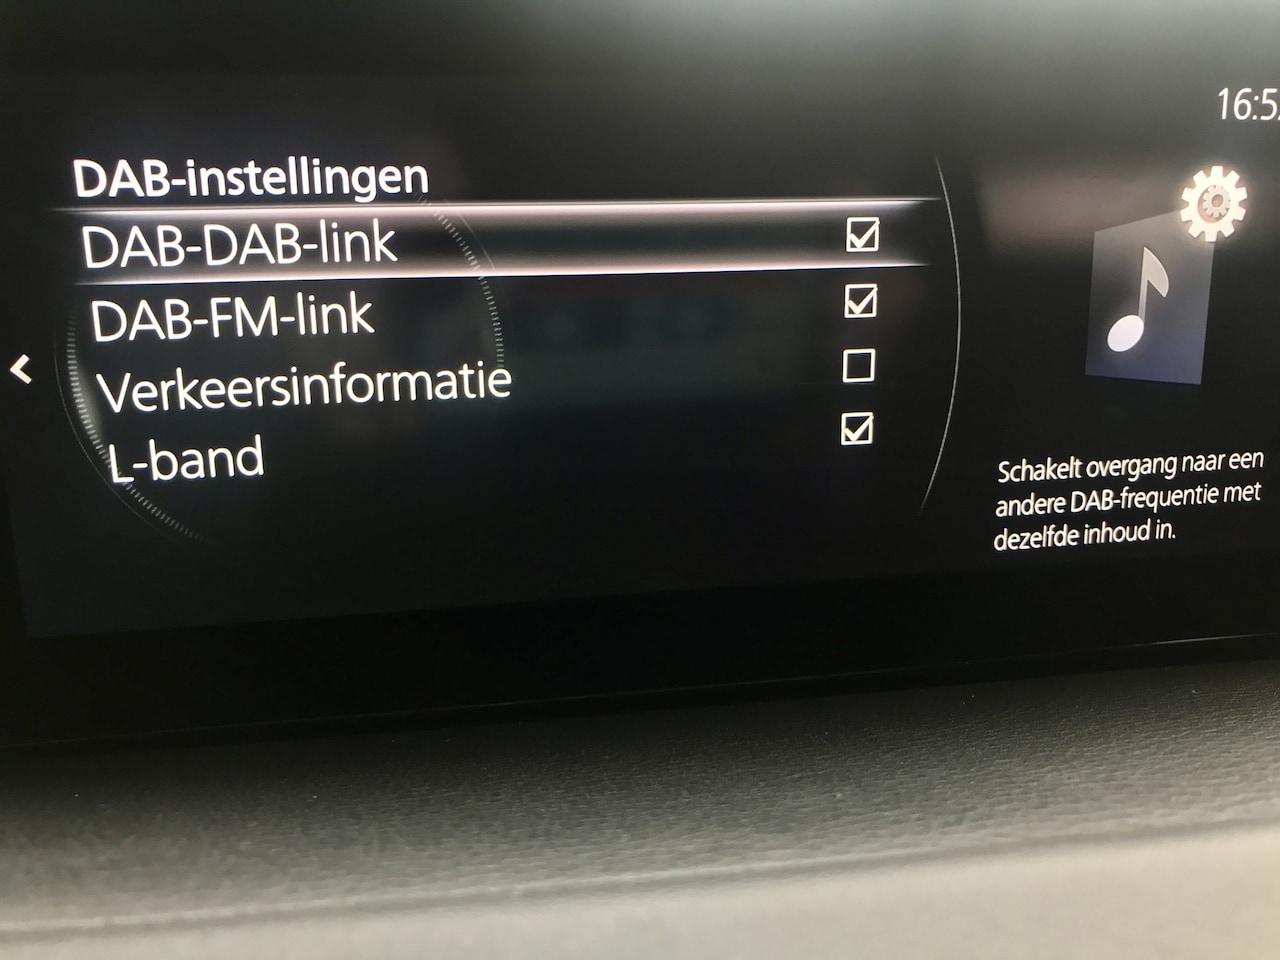 16:5
DAB-instellingen
DAB-DAB-link
DAB-FM-link
Verkeersinformatie
L-band
Schakelt overgang naar een
andere DAB-frequentie met
dezelfde inhoud in.